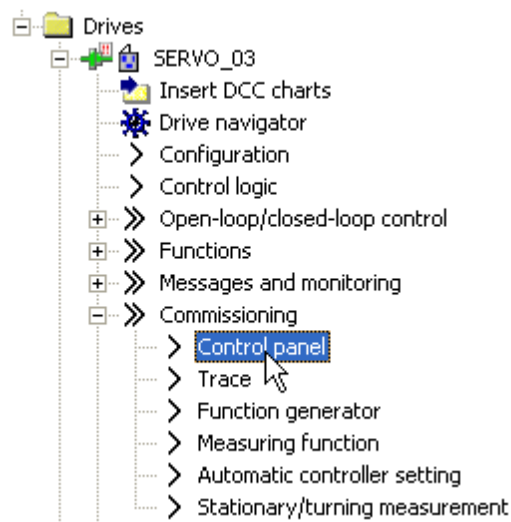 Drives
SERVO_03
Insert DCC charts
Drive navigator
Configuration
Control logic
Open-loop/closed-loop control
Functions
Messages and monitoring
Commissioning
Control panel
Trace
Function generator
Measuring function
Automatic controller setting
Stationary/turning measurement